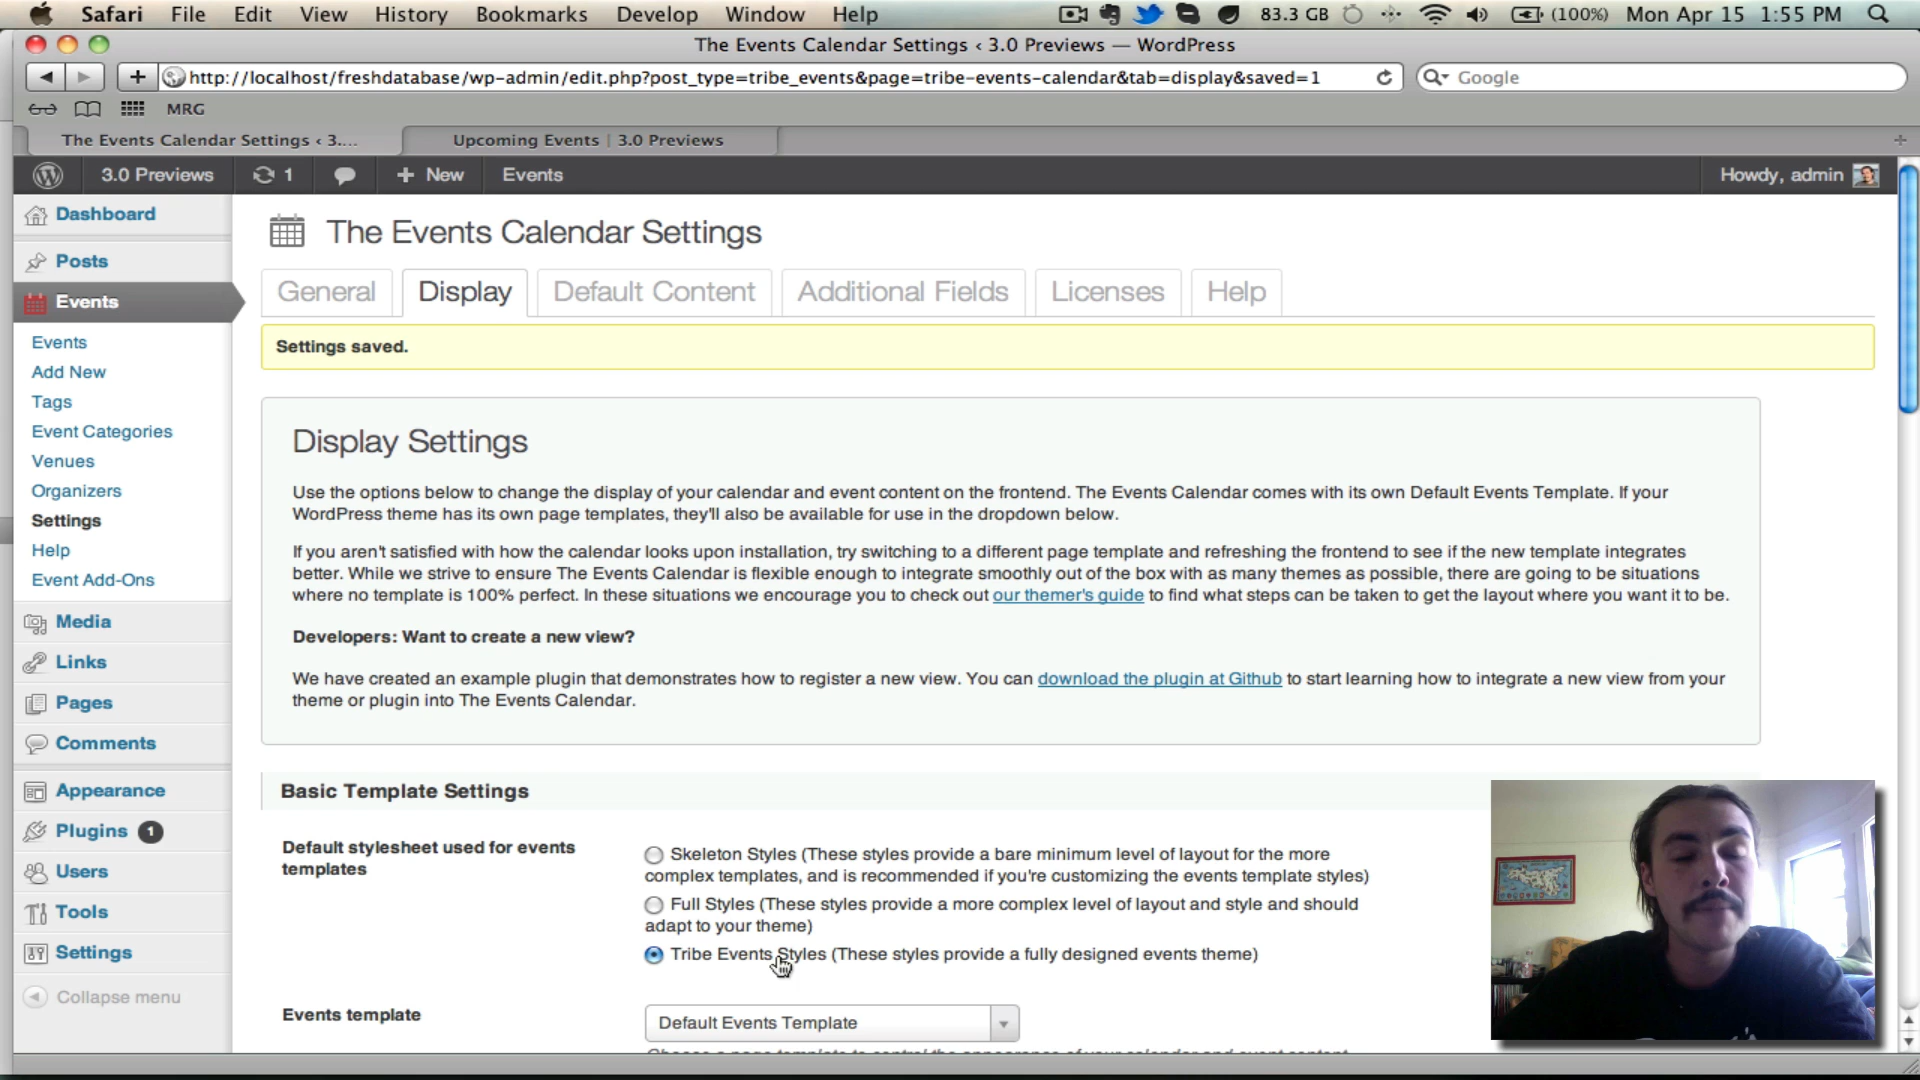 Safari File Edit View History Bookmarks Develop Window Help 83.3 GB (100%) Mon Apr 15 1:55 PM
The Events Calendar Settings ‹ 3.0 Previews — WordPress
http://localhost/freshdatabase/wp-admin/edit.php?post_type=tribe_events&page=tribe-events-calendar&tab=display&saved=1 Google
MRG
The Events Calendar Settings ‹ 3.... Upcoming Events | 3.0 Previews
3.0 Previews 1 + New Events Howdy, admin
Dashboard
Posts
Events
Events
Add New
Tags
Event Categories
Venues
Organizers
Settings
Help
Event Add-Ons
Media
Links
Pages
Comments
Appearance
Plugins 1
Users
Tools
Settings
Collapse menu
The Events Calendar Settings
General Display Default Content Additional Fields Licenses Help
Settings saved.
Display Settings
Use the options below to change the display of your calendar and event content on the frontend. The Events Calendar comes with its own Default Events Template. If your
WordPress theme has its own page templates, they'll also be available for use in the dropdown below.
If you aren't satisfied with how the calendar looks upon installation, try switching to a different page template and refreshing the frontend to see if the new template integrates
better. While we strive to ensure The Events Calendar is flexible enough to integrate smoothly out of the box with as many themes as possible, there are going to be situations
where no template is 100% perfect. In these situations we encourage you to check out our themer's guide to find what steps can be taken to get the layout where you want it to be.
Developers: Want to create a new view?
We have created an example plugin that demonstrates how to register a new view. You can download the plugin at Github to start learning how to integrate a new view from your
theme or plugin into The Events Calendar.
Basic Template Settings
Default stylesheet used for events
templates
Skeleton Styles (These styles provide a bare minimum level of layout for the more
complex templates, and is recommended if you're customizing the events template styles)
Full Styles (These styles provide a more complex level of layout and style and should
adapt to your theme)
Tribe Events Styles (These styles provide a fully designed events theme)
Events template
Default Events Template
Choose a page template to control the appearance of your calendar and event content.